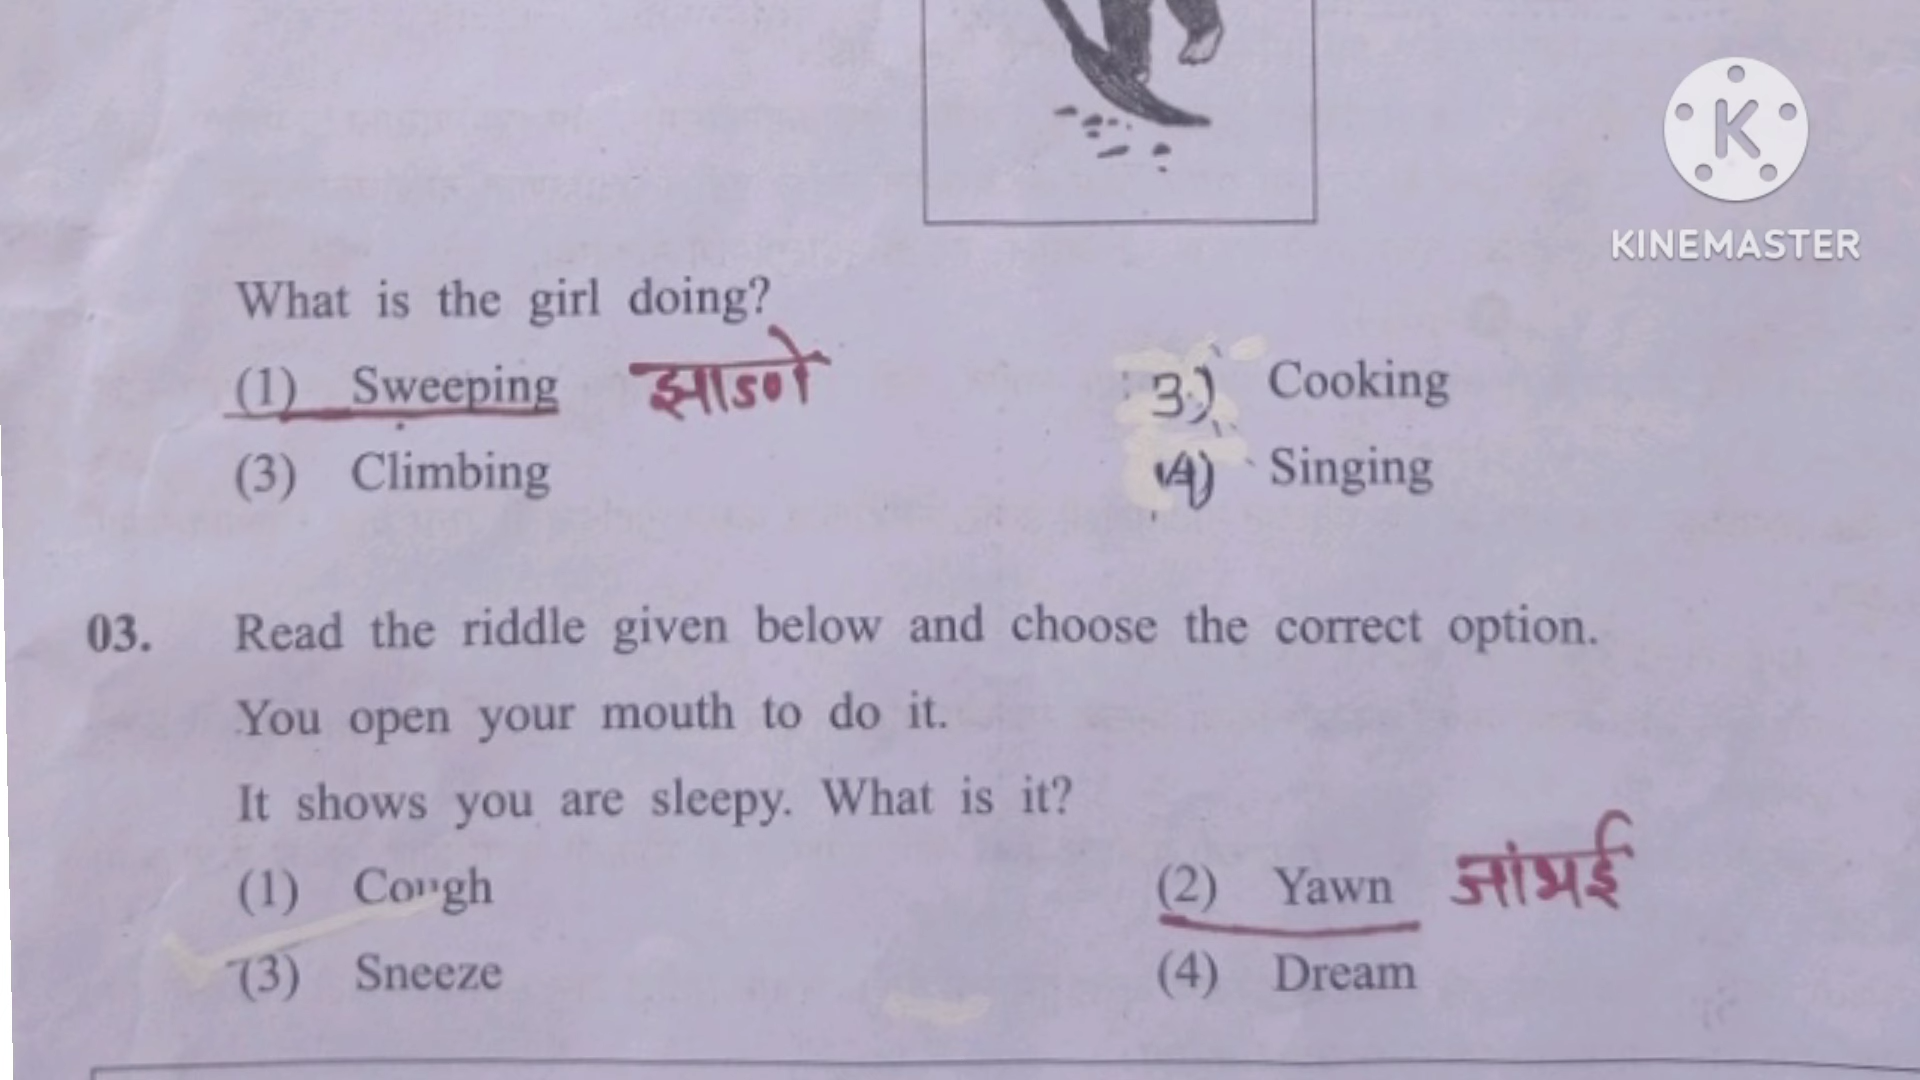 K
KINEMASTER
What is the girl doing?
(1) Sweeping झाडणे 3) Cooking
(3) Climbing (4) Singing
03. Read the riddle given below and choose the correct option.
You open your mouth to do it.
It shows you are sleepy. What is it?
(1) Cough (2) Yawn जांभई
(3) Sneeze (4) Dream